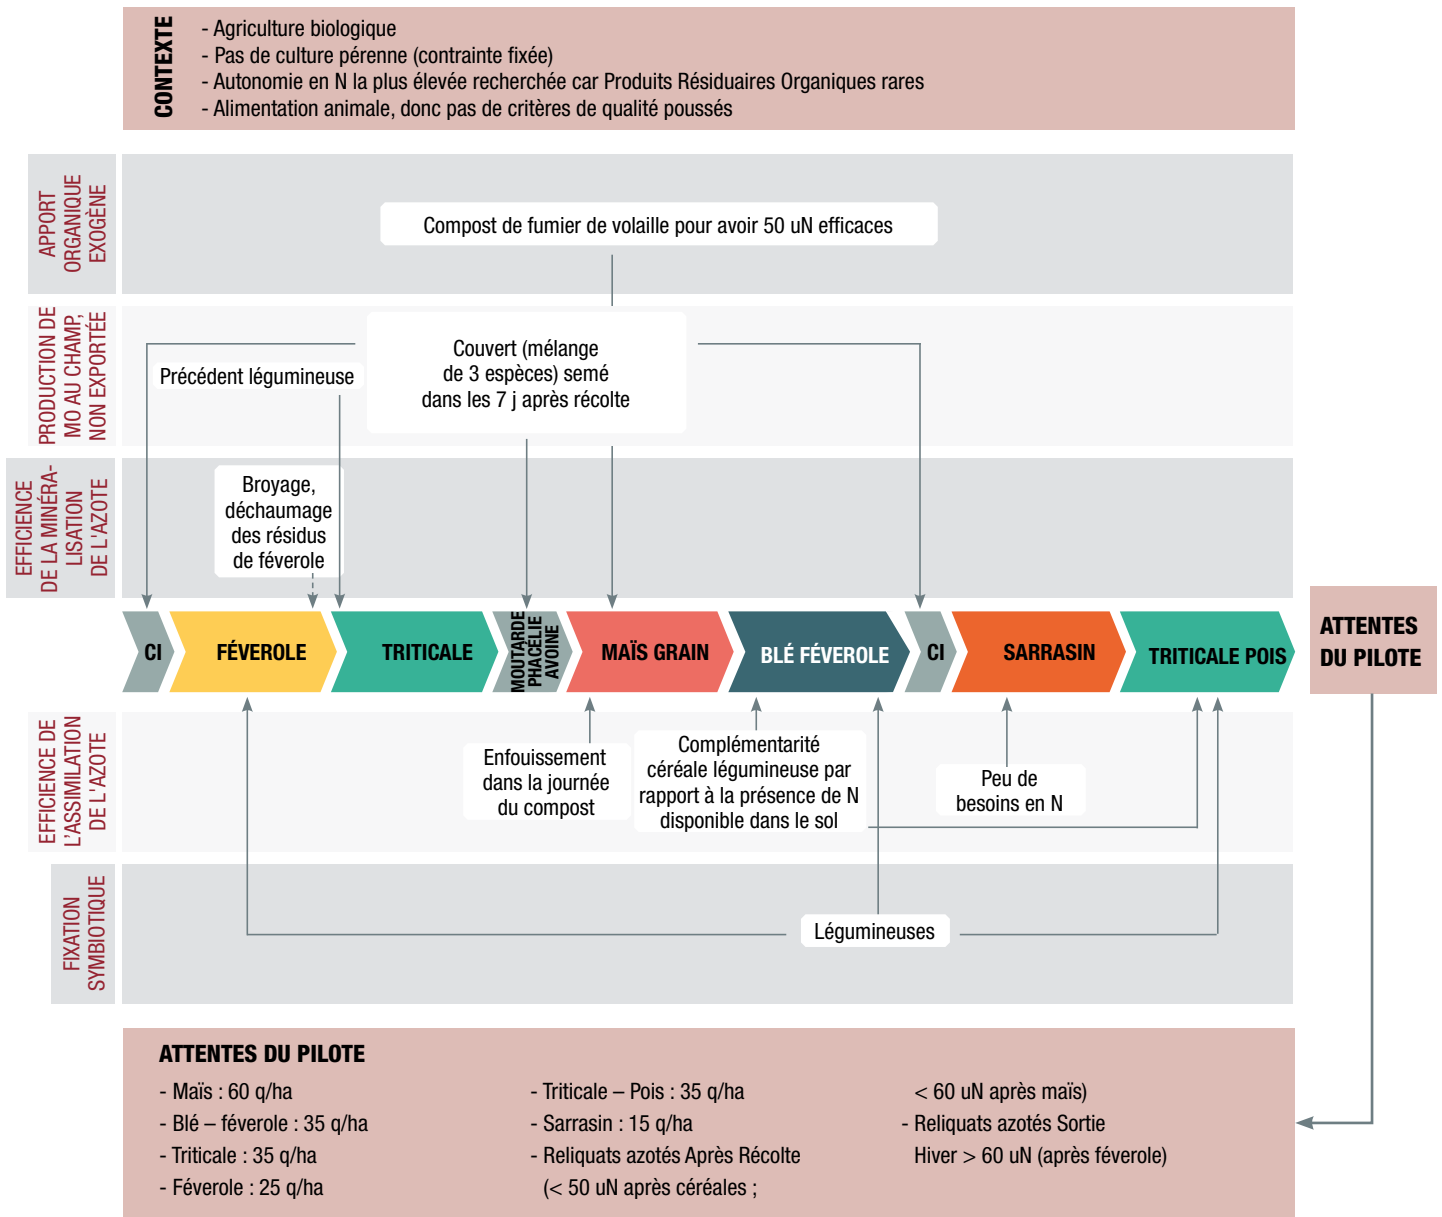 CONTEXTE
- Agriculture biologique
- Pas de culture pérenne (contrainte fixée)
- Autonomie en N la plus élevée recherchée car Produits Résiduaires Organiques rares
- Alimentation animale, donc pas de critères de qualité poussés
APPORT
ORGANIQUE
EXOGÈNE
Compost de fumier de volaille pour avoir 50 uN efficaces
PRODUCTION DE
MO AU CHAMP,
NON EXPORTÉE
Précédent légumineuse
Couvert (mélange
de 3 espèces) semé
dans les 7 j après récolte
EFFICIENCE
DE LA MINÉRA-
LISATION
DE L'AZOTE
Broyage,
déchaumage
des résidus
de féverole
CI
FÉVEROLE
TRITICALE
MOUTARDE
PHACÉLIE
AVOINE
MAÏS GRAIN
BLÉ FÉVEROLE
CI
SARRASIN
TRITICALE POIS
ATTENTES
DU PILOTE
EFFICIENCE DE
L'ASSIMILATION
DE L'AZOTE
Enfouissement
dans la journée
du compost
Complémentarité
céréale légumineuse par
rapport à la présence de N
disponible dans le sol
Peu de
besoins en N
FIXATION
SYMBIOTIQUE
Légumineuses
ATTENTES DU PILOTE
- Maïs : 60 q/ha
- Blé – féverole : 35 q/ha
- Triticale : 35 q/ha
- Féverole : 25 q/ha
- Triticale – Pois : 35 q/ha
- Sarrasin : 15 q/ha
- Reliquats azotés Après Récolte
(< 50 uN après céréales ;
< 60 uN après maïs)
- Reliquats azotés Sortie
Hiver > 60 uN (après féverole)